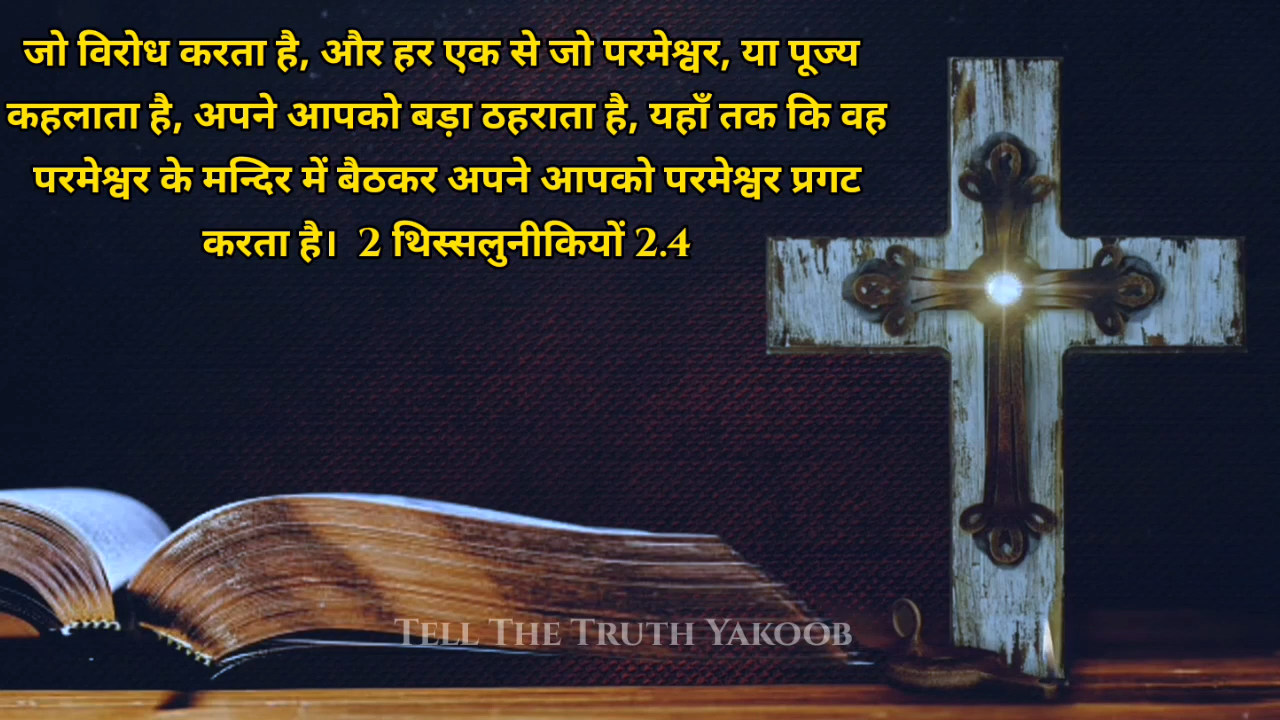 जो विरोध करता है, और हर एक से जो परमेश्वर, या पूज्य
कहलाता है, अपने आपको बड़ा ठहराता है, यहाँ तक कि वह
परमेश्वर के मन्दिर में बैठकर अपने आपको परमेश्वर प्रगट
करता है। 2 थिस्सलुनीकियों 2.4
TELL THE TRUTH YAKOOB